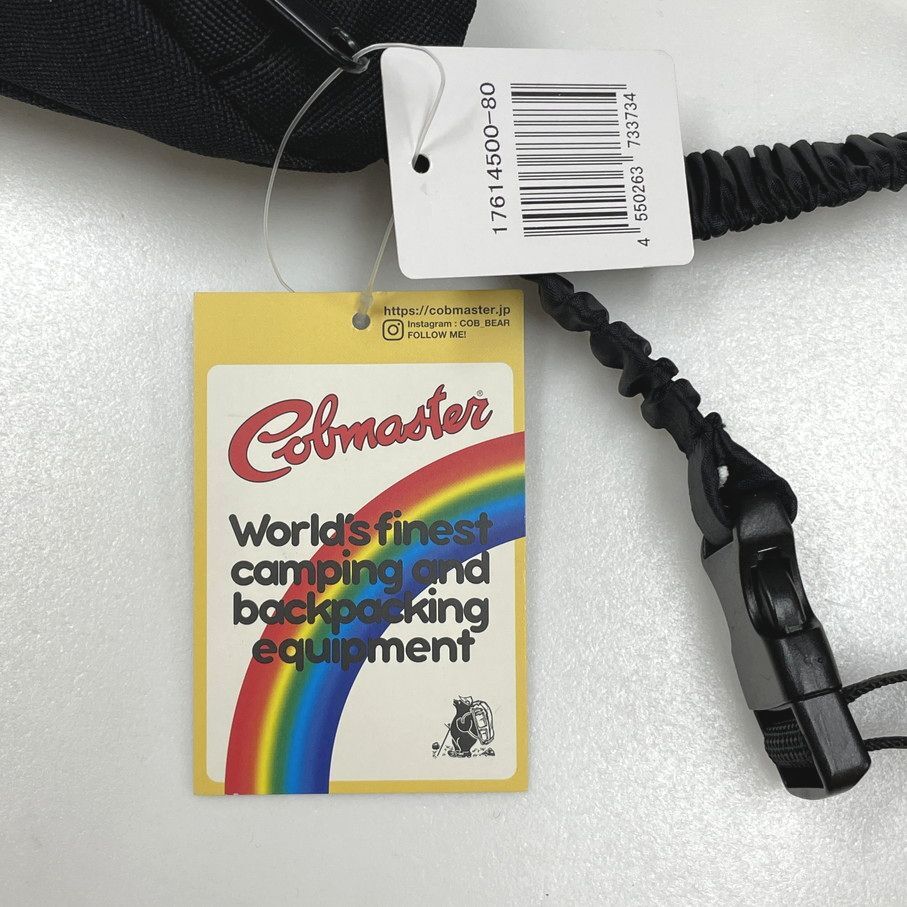 17614500-80
4 550263 733734
https://cobmaster.jp
Instagram : COB_BEAR
FOLLOW ME!
Cobmaster®
World's finest
camping and
backpacking
equipment